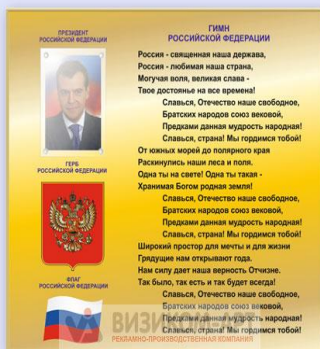 ПРЕЗИДЕНТ
РОССИЙСКОЙ ФЕДЕРАЦИИ
ГЕРБ
РОССИЙСКОЙ ФЕДЕРАЦИИ
ФЛАГ
РОССИЙСКОЙ ФЕДЕРАЦИИ
ГИМН
РОССИЙСКОЙ ФЕДЕРАЦИИ
Россия - священная наша держава,
Россия - любимая наша страна,
Могучая воля, великая слава -
Твое достоянье на все времена!
Славься, Отечество наше свободное,
Братских народов союз вековой,
Предками данная мудрость народная!
Славься, страна! Мы гордимся тобой!
От южных морей до полярного края
Раскинулись наши леса и поля.
Одна ты на свете! Одна ты такая -
Хранимая Богом родная земля!
Славься, Отечество наше свободное,
Братских народов союз вековой,
Предками данная мудрость народная!
Славься, страна! Мы гордимся тобой!
Широкий простор для мечты и для жизни
Грядущие нам открывают года.
Нам силу дает наша верность Отчизне.
Так было, так есть и так будет всегда!
Славься, Отечество наше свободное,
Братских народов союз вековой,
Предками данная мудрость народная!
Славься, страна! Мы гордимся тобой!
ВИЗИКОМ-АРТ
РЕКЛАМНО-ПРОИЗВОДСТВЕННАЯ КОМПАНИЯ